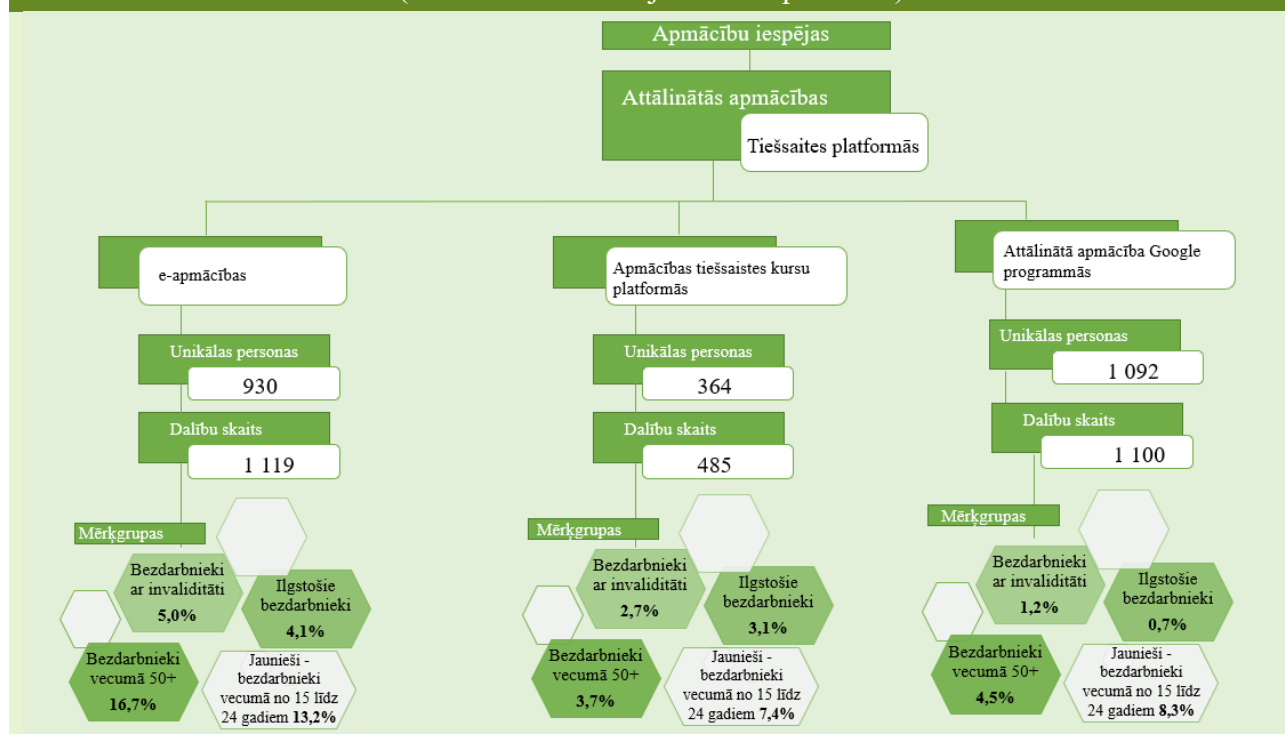 Apmācību iespējas
Attālinātās apmācības
Tiešsaites platformās
e-apmācības
Unikālas personas
930
Dalību skaits
1 119
Mērķgrupas
Bezdarbnieki
ar invaliditāti
5,0%
Ilgstošie
bezdarbnieki
4,1%
Bezdarbnieki
vecumā 50+
16,7%
Jaunieši -
bezdarbnieki
vecumā no 15 līdz
24 gadiem 13,2%
Apmācības tiešsaistes kursu
platformās
Unikālas personas
364
Dalību skaits
485
Mērķgrupas
Bezdarbnieki
ar invaliditāti
2,7%
Ilgstošie
bezdarbnieki
3,1%
Bezdarbnieki
vecumā 50+
3,7%
Jaunieši -
bezdarbnieki
vecumā no 15 līdz
24 gadiem 7,4%
Attālinātā apmācība Google
programmās
Unikālas personas
1 092
Dalību skaits
1 100
Mērķgrupas
Bezdarbnieki
ar invaliditāti
1,2%
Ilgstošie
bezdarbnieki
0,7%
Bezdarbnieki
vecumā 50+
4,5%
Jaunieši -
bezdarbnieki
vecumā no 15 līdz
24 gadiem 8,3%